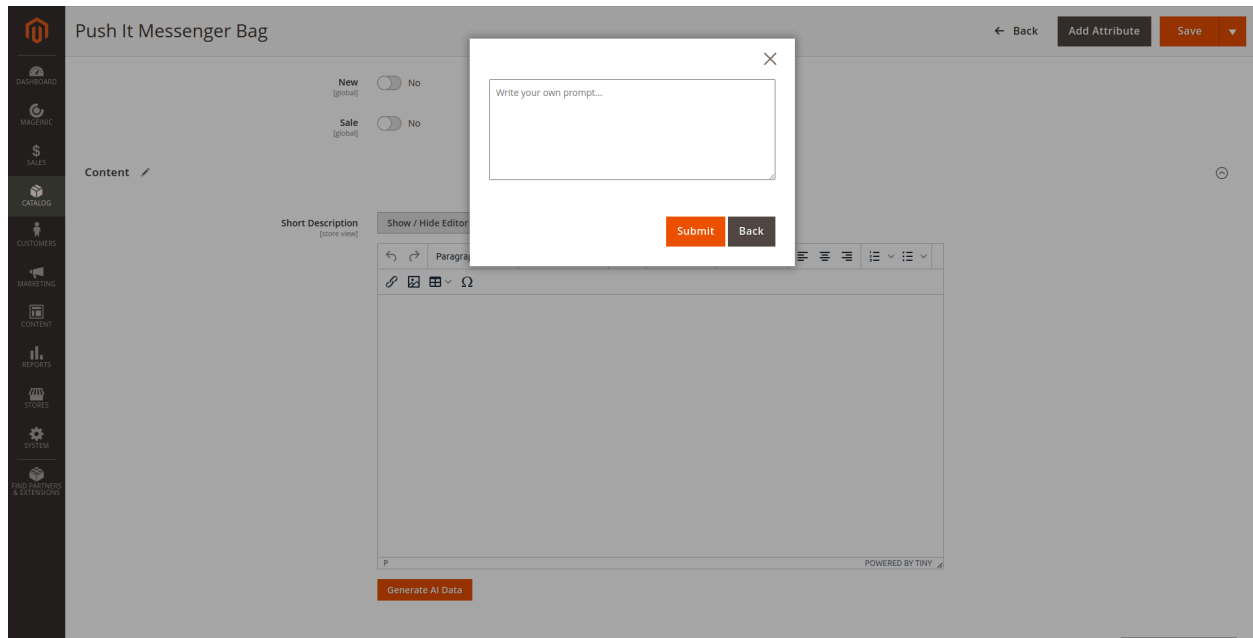 Push It Messenger Bag
Back
Add Attribute
Save
DASHBOARD
MAGEINIC
SALES
CATALOG
CUSTOMERS
MARKETING
CONTENT
REPORTS
STORES
SYSTEM
FIND PARTNERS
& EXTENSIONS
New
[global]
No
Sale
[global]
No
Content
Write your own prompt...
Submit
Back
Short Description
[store view]
Show / Hide Editor
Paragra
P
POWERED BY TINY
Generate AI Data